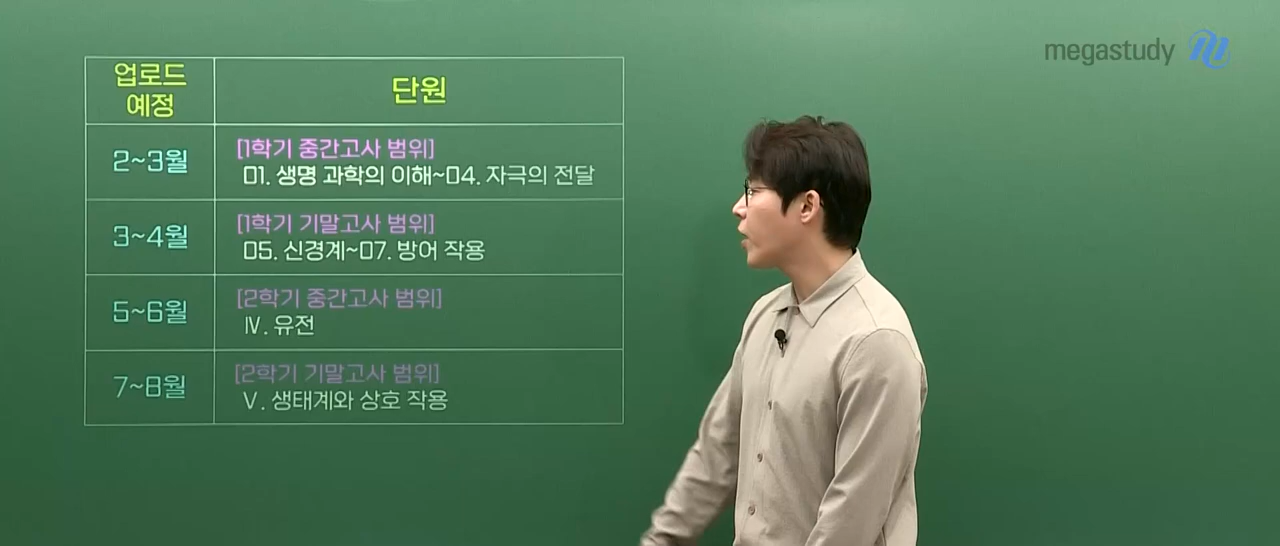 megastudy
업로드
예정
단원
2~3월
[1학기 중간고사 범위]
01. 생명 과학의 이해~04. 자극의 전달
3~4월
[1학기 기말고사 범위]
05. 신경계~07. 방어 작용
5~6월
[2학기 중간고사 범위]
Ⅳ. 유전
7~8월
[2학기 기말고사 범위]
Ⅴ. 생태계와 상호 작용